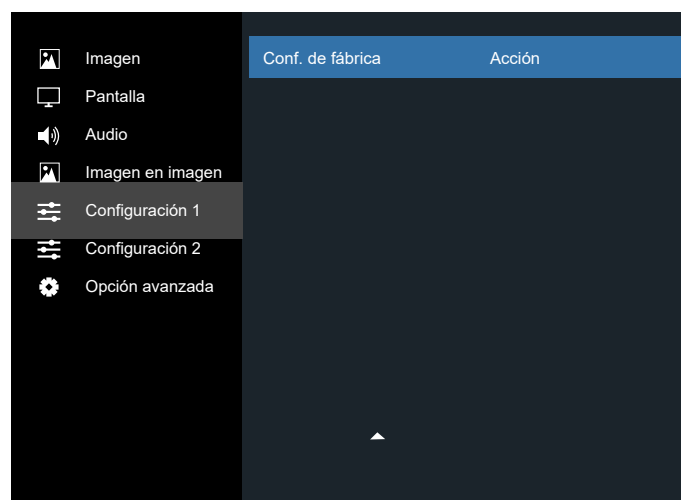 Imagen
Pantalla
Audio
Imagen en imagen
Configuración 1
Configuración 2
Opción avanzada
Conf. de fábrica Acción